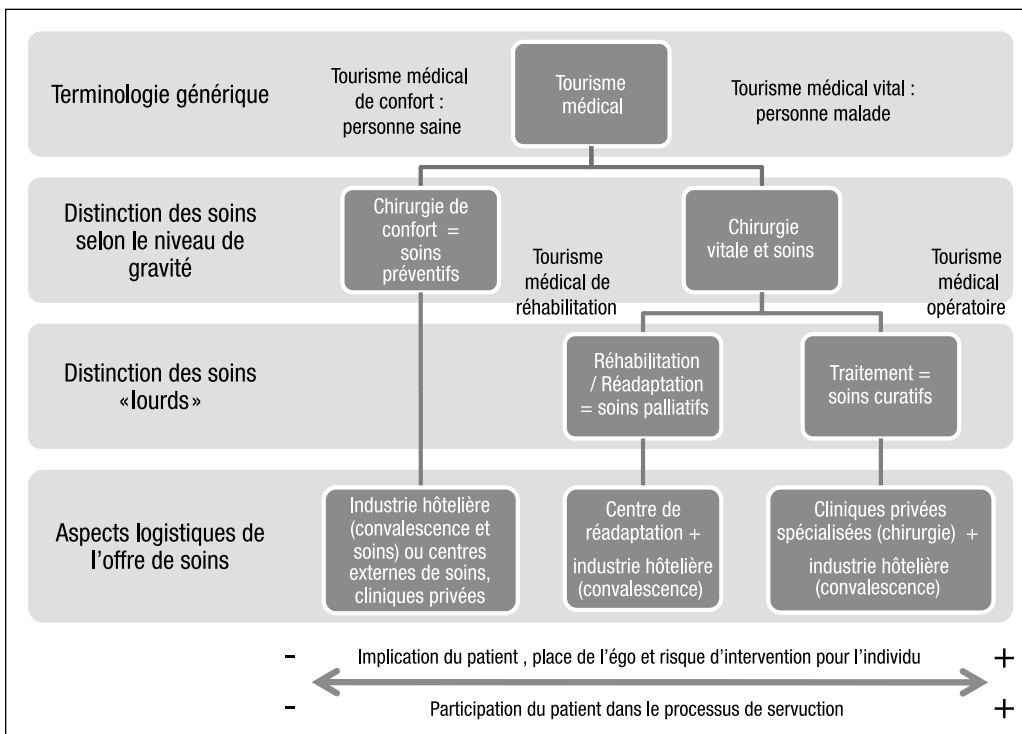 Terminologie générique
Tourisme médical
de confort :
personne saine
Tourisme
médical
Tourisme médical vital :
personne malade
Distinction des soins
selon le niveau de
gravité
Chirurgie de
confort =
soins
préventifs
Tourisme
médical de
réhabilitation
Chirurgie
vitale et soins
Tourisme
médical
opératoire
Distinction des soins
«lourds»
Réhabilitation
/ Réadaptation
= soins palliatifs
Traitement =
soins curatifs
Aspects logistiques de
l'offre de soins
Industrie hôtelière
(convalescence et
soins) ou centres
externes de soins,
cliniques privées
Centre de
réadaptation +
industrie hôtelière
(convalescence)
Cliniques privées
spécialisées (chirurgie) +
industrie hôtelière
(convalescence)
- Implication du patient , place de l'égo et risque d'intervention pour l'individu +
- Participation du patient dans le processus de servuction +